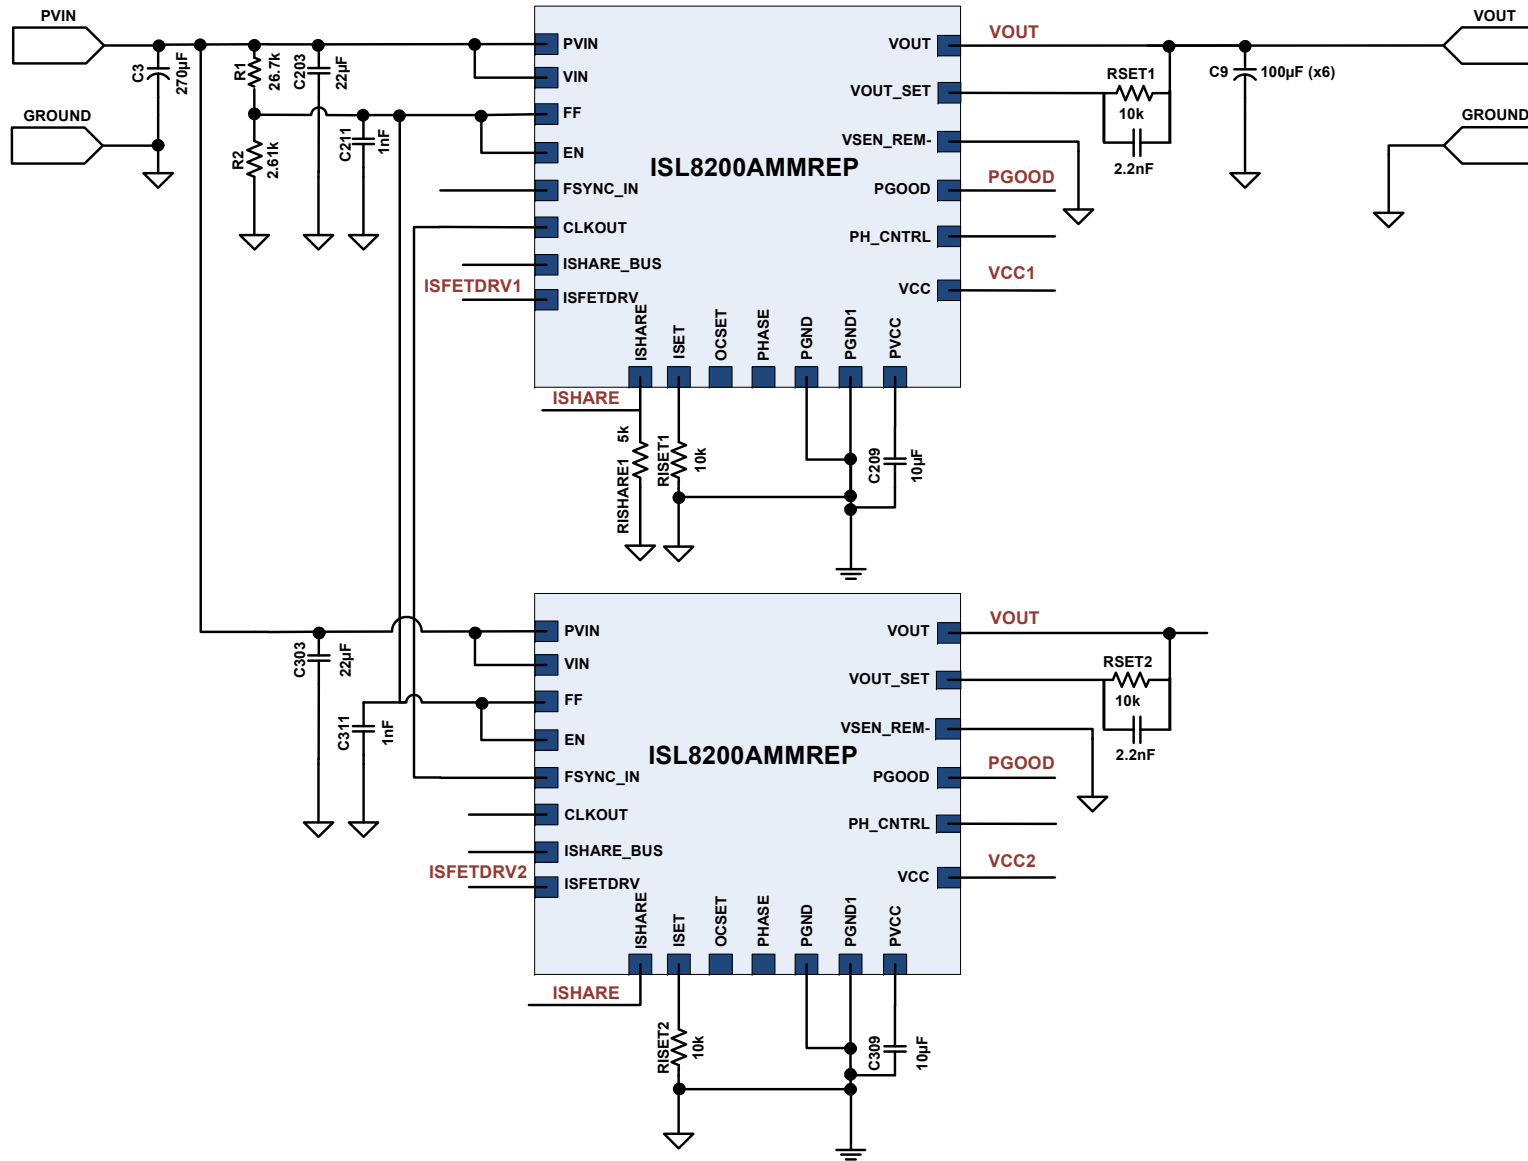 PVIN
GROUND
C3
270µF
R1
26.7k
C203
22µF
R2
2.61k
C211
1nF
PVIN
VIN
FF
EN
FSYNC_IN
CLKOUT
ISHARE_BUS
ISFETDRV
ISFETDRV1
ISL8200AMMREP
VOUT
VOUT_SET
VSEN_REM-
PGOOD
PH_CNTRL
VCC
VOUT
PGOOD
VCC1
RSET1
10k
2.2nF
C9
100µF (x6)
VOUT
GROUND
ISHARE
ISET
OCSET
PHASE
PGND
PGND1
PVCC
ISHARE
RISHARE1
5k
RISET1
10k
C209
10µF
C303
22µF
C311
1nF
PVIN
VIN
FF
EN
FSYNC_IN
CLKOUT
ISHARE_BUS
ISFETDRV
ISFETDRV2
ISL8200AMMREP
VOUT
VOUT_SET
VSEN_REM-
PGOOD
PH_CNTRL
VCC
VOUT
PGOOD
VCC2
RSET2
10k
2.2nF
ISHARE
ISET
OCSET
PHASE
PGND
PGND1
PVCC
ISHARE
RISET2
10k
C309
10µF